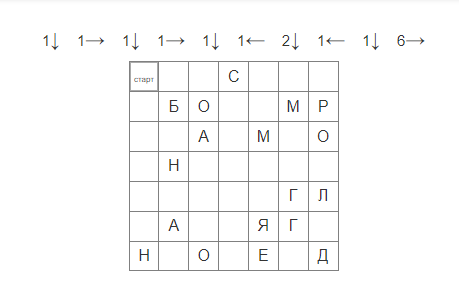 1↓ 1→ 1↓ 1→ 1↓ 1← 2↓ 1← 1↓ 6→
старт С
Б О М Р
А М О
Н
Г Л
А Я Г
Н О Е Д